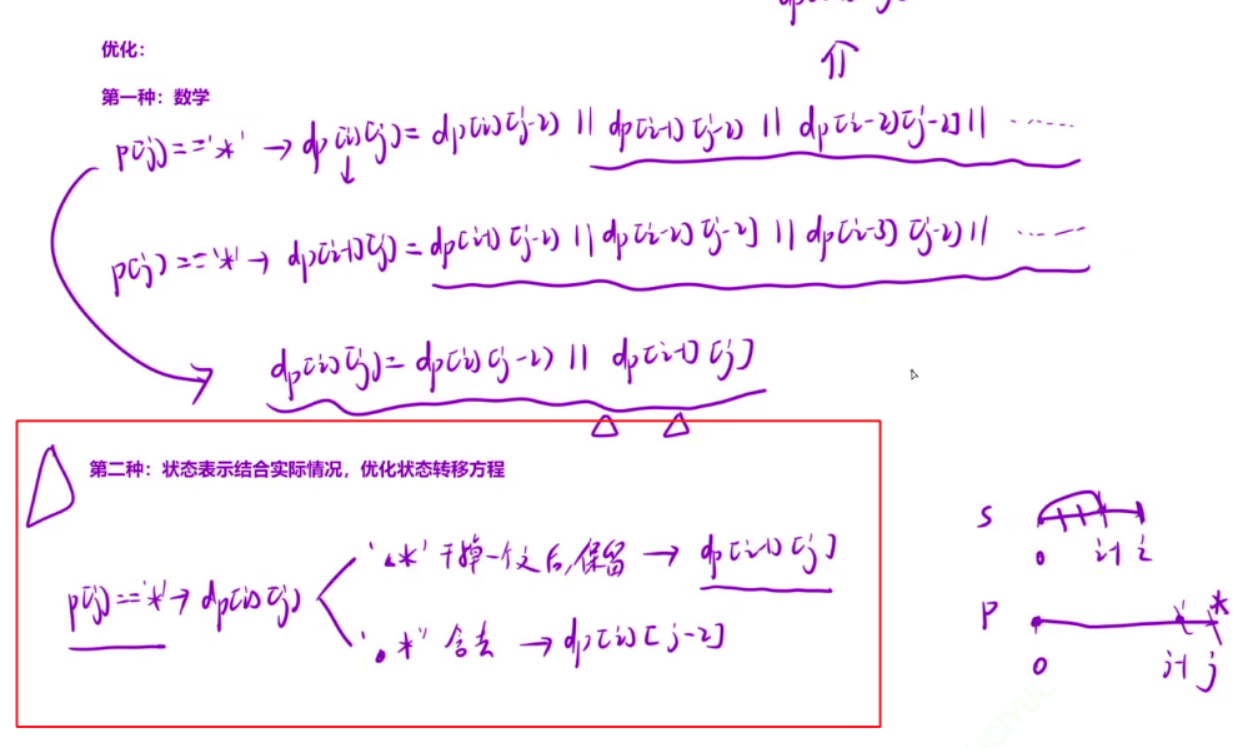 优化:
第一种: 数学
p[j]=='*' → dp[i][j]= dp[i][j-2] || dp[i-1][j-2] || dp[i-2][j-2] || ……
p[j]=='*' → dp[i-1][j]= dp[i-1][j-2] || dp[i-2][j-2] || dp[i-3][j-2] || ……
dp[i][j]= dp[i][j-2] || dp[i-1][j]
第二种: 状态表示结合实际情况, 优化状态转移方程
'.*' 干掉一个之后,保留 → dp[i-1][j]
p[j]=='*' → dp[i][j]
'.*' 舍去 → dp[i][j-2]
s
0 i-1 i
p *
0 j-1 j